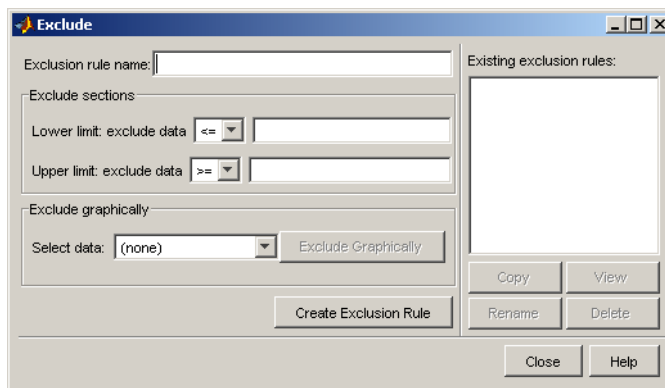 Exclude
Exclusion rule name:
Exclude sections
Lower limit: exclude data <=
Upper limit: exclude data >=
Exclude graphically
Select data: (none) Exclude Graphically
Create Exclusion Rule
Existing exclusion rules:
Copy View
Rename Delete
Close Help